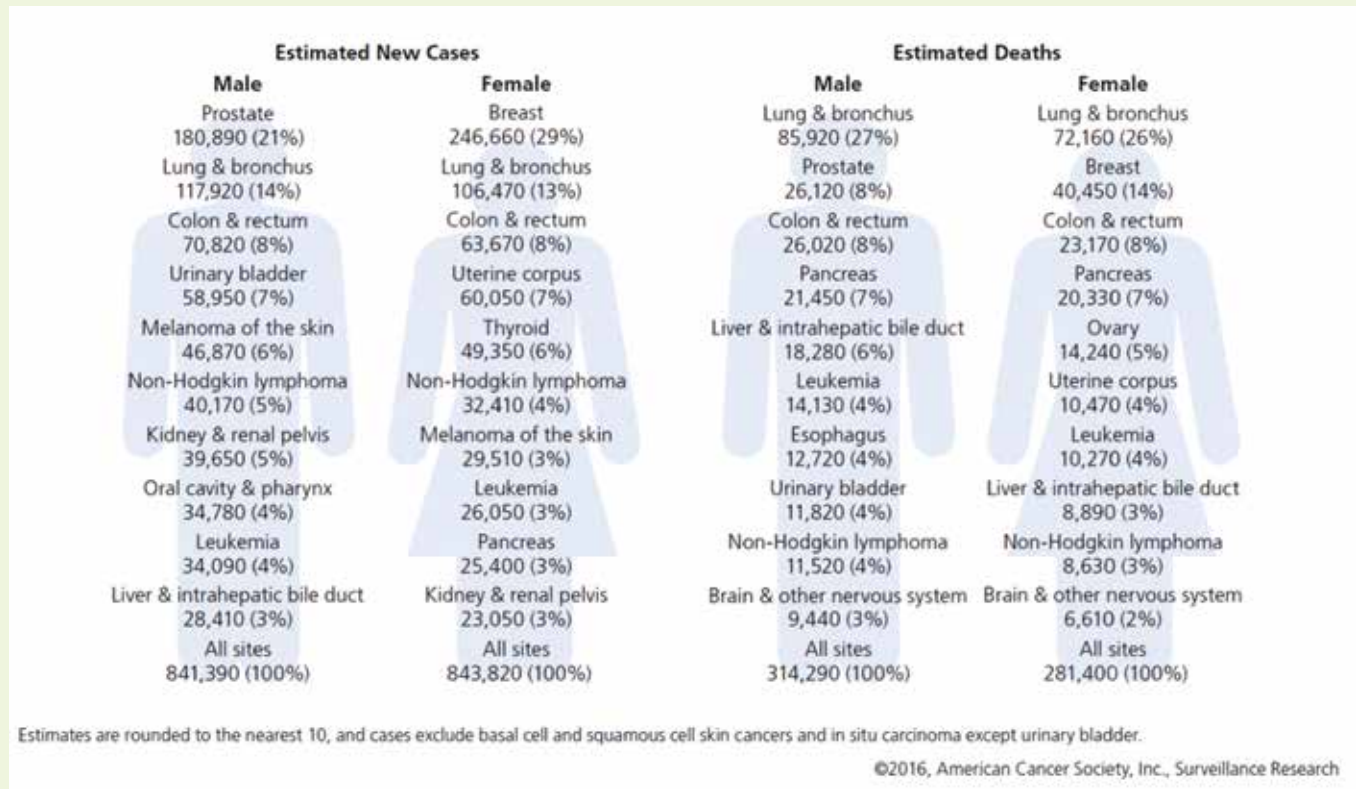 Estimated New Cases
Male
Prostate
180,890 (21%)
Lung & bronchus
117,920 (14%)
Colon & rectum
70,820 (8%)
Urinary bladder
58,950 (7%)
Melanoma of the skin
46,870 (6%)
Non-Hodgkin lymphoma
40,170 (5%)
Kidney & renal pelvis
39,650 (5%)
Oral cavity & pharynx
34,780 (4%)
Leukemia
34,090 (4%)
Liver & intrahepatic bile duct
28,410 (3%)
All sites
841,390 (100%)
Female
Breast
246,660 (29%)
Lung & bronchus
106,470 (13%)
Colon & rectum
63,670 (8%)
Uterine corpus
60,050 (7%)
Thyroid
49,350 (6%)
Non-Hodgkin lymphoma
32,410 (4%)
Melanoma of the skin
29,510 (3%)
Leukemia
26,050 (3%)
Pancreas
25,400 (3%)
Kidney & renal pelvis
23,050 (3%)
All sites
843,820 (100%)
Estimated Deaths
Male
Lung & bronchus
85,920 (27%)
Prostate
26,120 (8%)
Colon & rectum
26,020 (8%)
Pancreas
21,450 (7%)
Liver & intrahepatic bile duct
18,280 (6%)
Leukemia
14,130 (4%)
Esophagus
12,720 (4%)
Urinary bladder
11,820 (4%)
Non-Hodgkin lymphoma
11,520 (4%)
Brain & other nervous system
9,440 (3%)
All sites
314,290 (100%)
Female
Lung & bronchus
72,160 (26%)
Breast
40,450 (14%)
Colon & rectum
23,170 (8%)
Pancreas
20,330 (7%)
Ovary
14,240 (5%)
Uterine corpus
10,470 (4%)
Leukemia
10,270 (4%)
Liver & intrahepatic bile duct
8,890 (3%)
Non-Hodgkin lymphoma
8,630 (3%)
Brain & other nervous system
6,610 (2%)
All sites
281,400 (100%)
Estimates are rounded to the nearest 10, and cases exclude basal cell and squamous cell skin cancers and in situ carcinoma except urinary bladder.
©2016, American Cancer Society, Inc., Surveillance Research